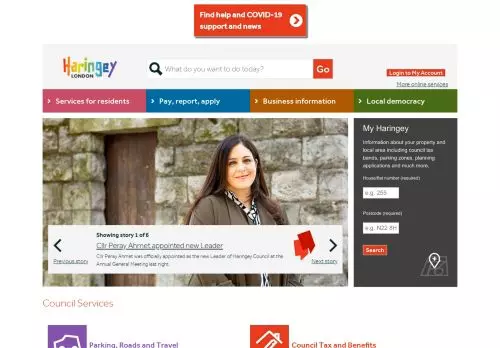 Find help and COVID-19
support and news
Haringey
LONDON
What do you want to do today?
Go
Login to My Account
More online services
Services for residents
Pay, report, apply
Business information
Local democracy
My Haringey
Information about your property and
local area including council tax
bands, parking zones, planning
applications and much more.
House/flat number (required)
e.g. 255
Postcode (required)
e.g. N22 8H
Search
Showing story 1 of 6
Cllr Peray Ahmet appointed new Leader
Cllr Peray Ahmet was officially appointed as the new Leader of Haringey Council at the
Annual General Meeting last night.
Previous story
Next story
Council Services
Parking, Roads and Travel
Council Tax and Benefits